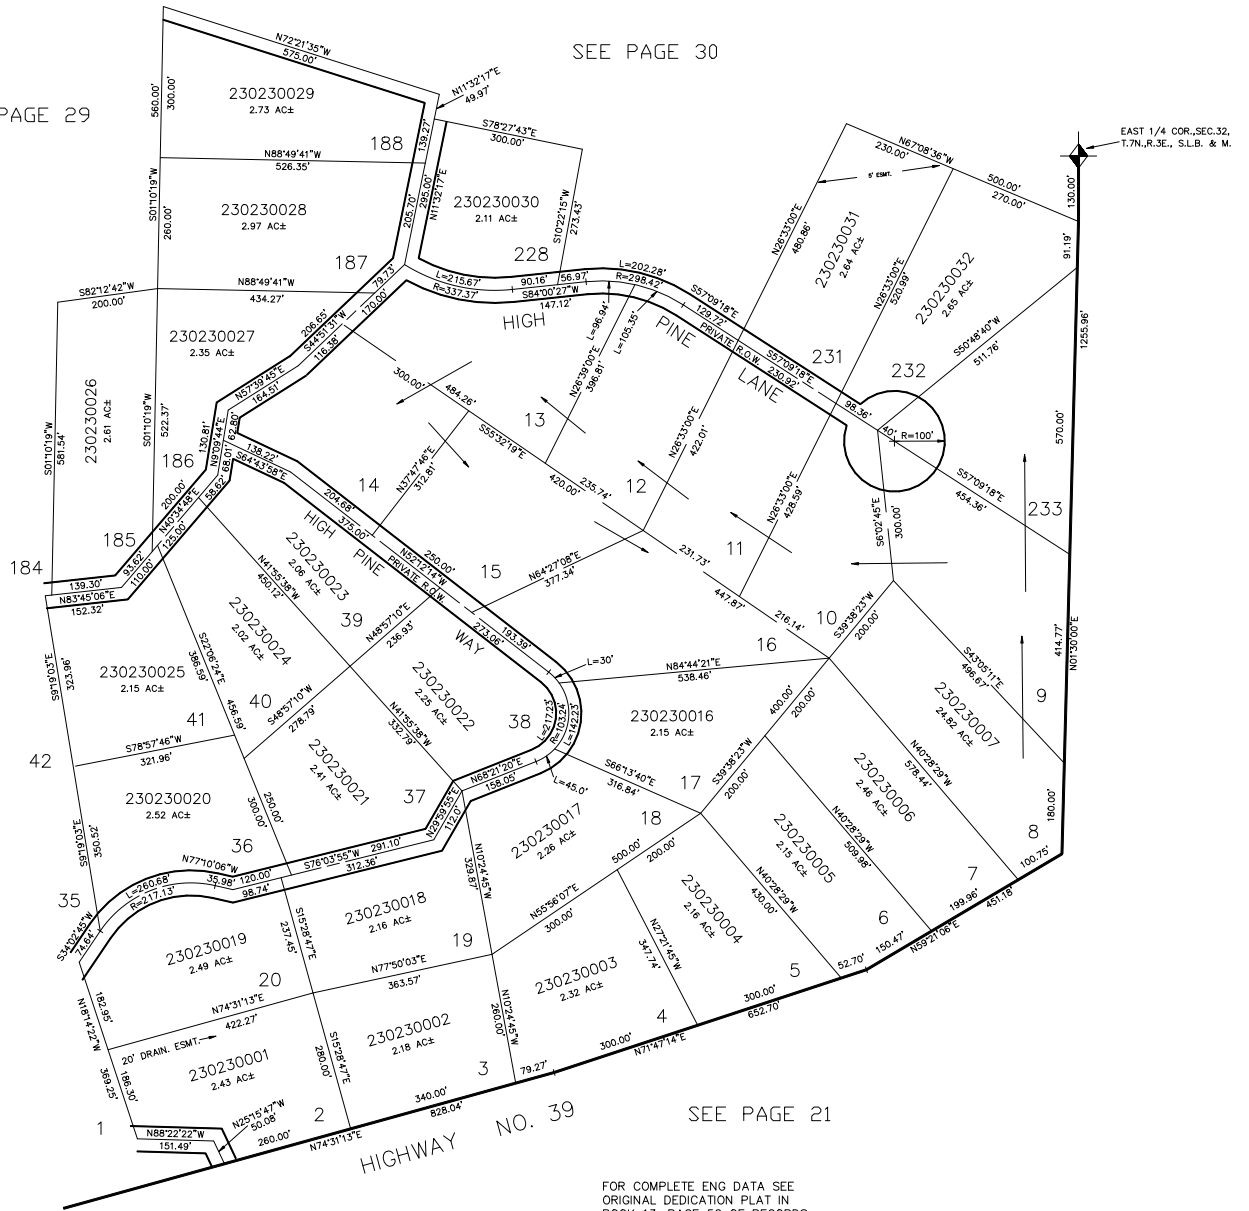 SEE PAGE 30
PAGE 29
SEE PAGE 21
EAST 1/4 COR.,SEC.32,
T.7N.,R.3E., S.L.B. & M.
N72°21'35"W
575.00'
N11°32'17"E
49.97'
560.00'
300.00'
230230029
2.73 AC±
188
139.27'
S78°27'43"E
300.00'
N88°49'41"W
526.35'
S01°10'19"W
260.00'
230230028
2.97 AC±
205.70'
295.00'
N11°32'17"E
230230030
2.11 AC±
S10°22'15"W
273.43'
187
228
N67°08'36"W
230.00'
5' ESMT.
500.00'
270.00'
130.00'
91.19'
1255.96'
N26°33'00"E
480.86'
230230031
2.64 AC±
N26°33'00"E
520.99'
230230032
2.65 AC±
S50°48'40"W
511.76'
S82°12'42"W
200.00'
N88°49'41"W
434.27'
79.73'
170.00'
L=215.67'
R=337.37'
90.16'
56.97'
S84°00'27"W
147.12'
L=202.28'
R=298.42'
S57°09'18"E
129.72'
HIGH
PINE
LANE
PRIVATE R.O.W.
230.92'
S57°09'18"E
231
232
98.36'
40'
R=100'
L=96.94'
L=105.35'
N26°39'00"E
396.81'
230230027
2.35 AC±
206.65'
S44°51'31"W
116.38'
N57°39'45"E
164.51'
300.00'
484.26'
S55°32'19"E
420.00'
235.74'
13
230230026
2.61 AC±
S01°10'19"W
581.54'
S01°10'19"W
522.37'
130.81'
N9°09'44"E
62.80'
68.01'
186
138.22'
S64°43'58"E
N37°47'46"E
312.81'
14
12
N26°33'00"E
422.01'
N26°33'00"E
428.59'
S57°09'18"E
454.36'
570.00'
S6°02'45"E
300.00'
233
200.00'
N40°34'48"E
125.00'
58.62'
185
184
93.62'
110.00'
139.30'
N83°45'06"E
152.32'
204.68'
375.00'
HIGH
PINE
WAY
PRIVATE R.O.W.
N52°12'14"W
250.00'
273.06'
193.39'
15
N64°27'08"E
377.34'
231.73'
447.87'
216.14'
11
10
S39°38'23"W
200.00'
230230023
2.06 AC±
N41°55'38"W
450.12'
39
N48°57'10"E
236.93'
230230024
2.02 AC±
S22°06'24"E
386.59'
456.59'
230230025
2.15 AC±
S9°16'03"E
323.96'
S48°57'10"W
278.79'
40
41
42
230230022
2.25 AC±
N41°55'38"W
332.79'
L=30'
L=217.23'
R=103.24'
L=142.23'
38
16
N84°44'21"E
538.46'
230230016
2.15 AC±
400.00'
200.00'
S39°38'23"W
200.00'
S43°05'11"E
496.67'
414.77'
N01°30'00"E
9
230230007
24.82 AC±
N40°28'29"W
578.44'
230230006
2.46 AC±
N40°28'29"W
509.98'
180.00'
8
100.75'
7
S78°57'46"W
321.96'
230230021
2.41 AC±
230230020
2.52 AC±
S9°16'03"E
350.52'
250.00'
300.00'
37
N68°21'20"E
158.05'
L=45.0'
N29°59'55"E
112.0'
S66°13'40"E
316.84'
17
18
230230017
2.26 AC±
230230005
2.15 AC±
N40°28'29"W
430.00'
199.96'
451.18'
6
150.47'
N59°21'06"E
36
N77°10'06"W
L=260.68'
R=217.13'
35.98'
120.00'
98.74'
S76°03'55"W
291.10'
312.36'
N10°24'45"W
329.87'
500.00'
200.00'
N55°56'07"E
300.00'
230230004
2.16 AC±
N27°21'45"W
347.74'
35
S34°02'45"W
74.64'
230230019
2.49 AC±
S15°28'47"E
237.45'
230230018
2.16 AC±
19
230230003
2.32 AC±
5
52.70'
300.00'
652.70'
N18°14'22"W
182.95'
20
N77°50'03"E
363.57'
N74°31'13"E
422.27'
20' DRAIN. ESMT.
N10°24'45"W
260.00'
4
300.00'
N71°47'14"E
369.25'
186.30'
230230001
2.43 AC±
S15°28'47"E
280.00'
230230002
2.18 AC±
3
79.27'
340.00'
828.04'
1
N88°22'22"W
151.49'
N25°15'47"W
50.08'
2
260.00'
N74°31'13"E
HIGHWAY NO. 39
FOR COMPLETE ENG DATA SEE
ORIGINAL DEDICATION PLAT IN